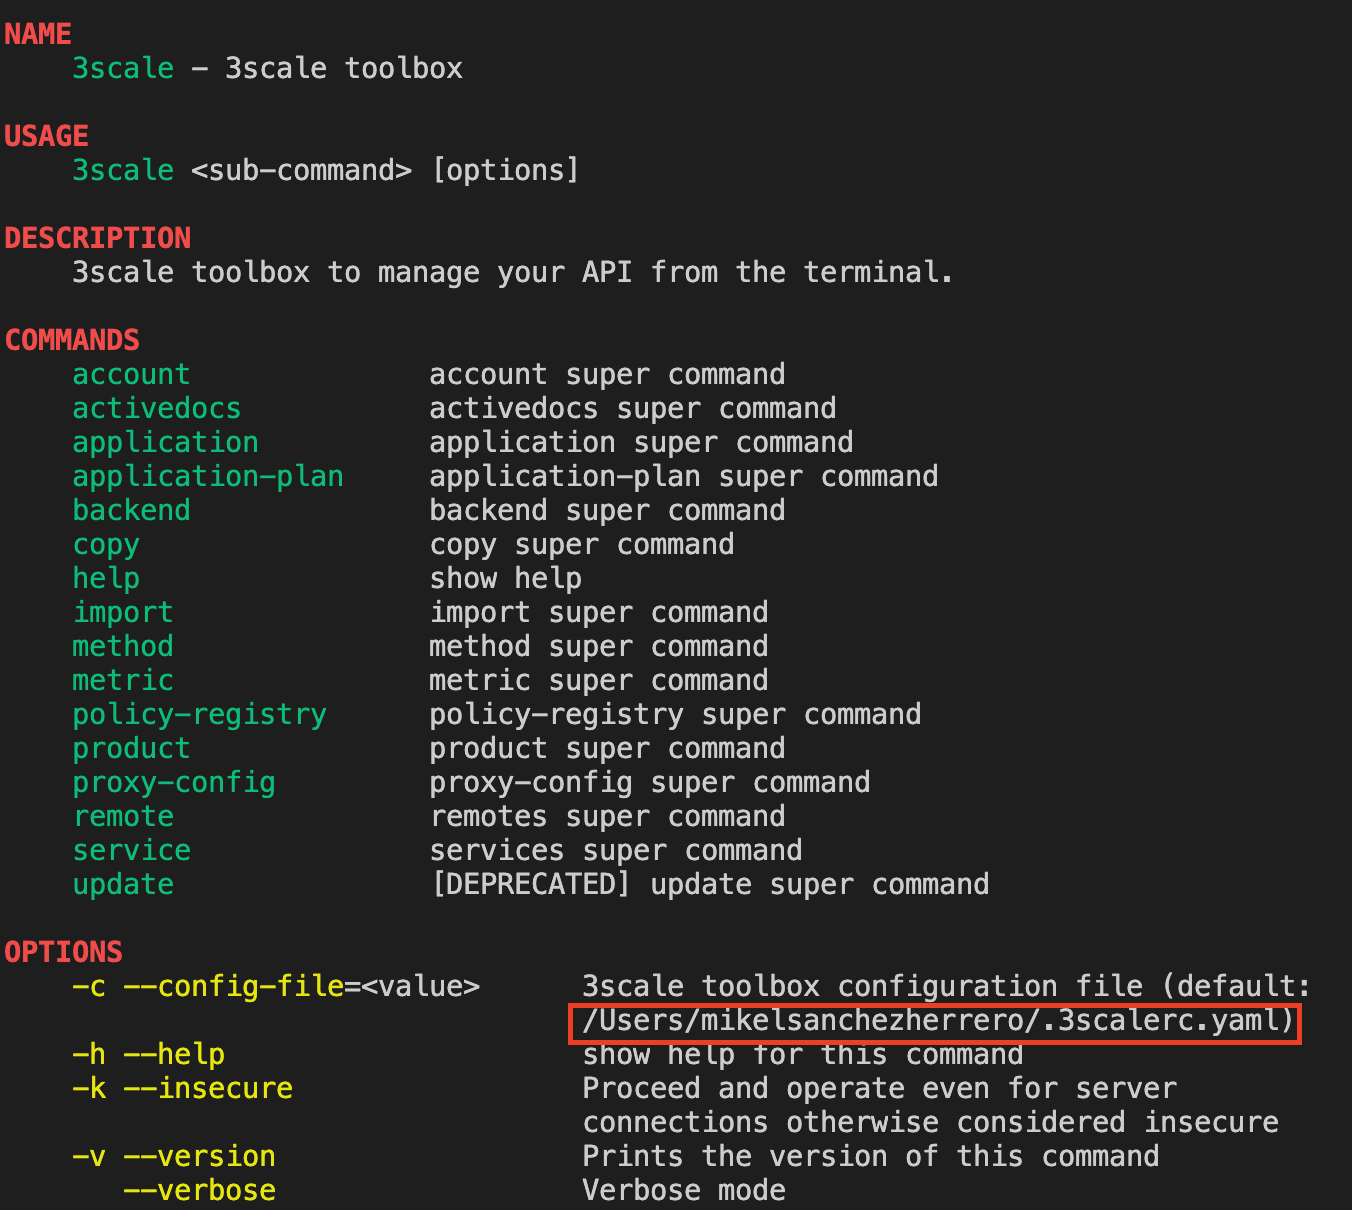 NAME
3scale - 3scale toolbox
USAGE
3scale <sub-command> [options]
DESCRIPTION
3scale toolbox to manage your API from the terminal.
COMMANDS
account account super command
activedocs activedocs super command
application application super command
application-plan application-plan super command
backend backend super command
copy copy super command
help show help
import import super command
method method super command
metric metric super command
policy-registry policy-registry super command
product product super command
proxy-config proxy-config super command
remote remotes super command
service services super command
update [DEPRECATED] update super command
OPTIONS
-c --config-file=<value> 3scale toolbox configuration file (default:
/Users/mikelsanchezherrero/.3scalerc.yaml)
-h --help show help for this command
-k --insecure Proceed and operate even for server
connections otherwise considered insecure
-v --version Prints the version of this command
--verbose Verbose mode